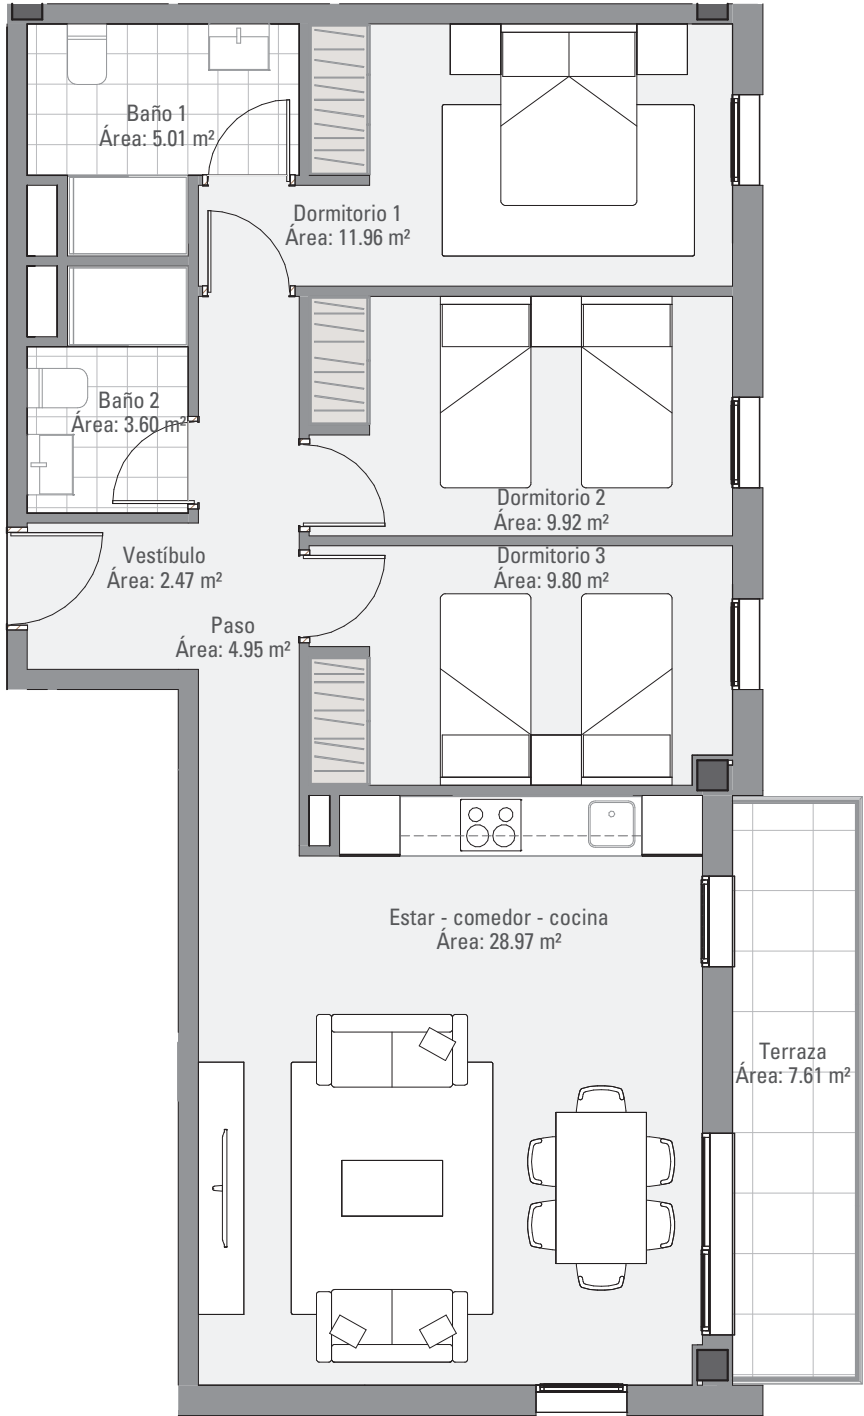 Baño 1
Área: 5.01 m²
Dormitorio 1
Área: 11.96 m²
Baño 2
Área: 3.60 m²
Dormitorio 2
Área: 9.92 m²
Vestíbulo
Área: 2.47 m²
Dormitorio 3
Área: 9.80 m²
Paso
Área: 4.95 m²
Estar - comedor - cocina
Área: 28.97 m²
Terraza
Área: 7.61 m²